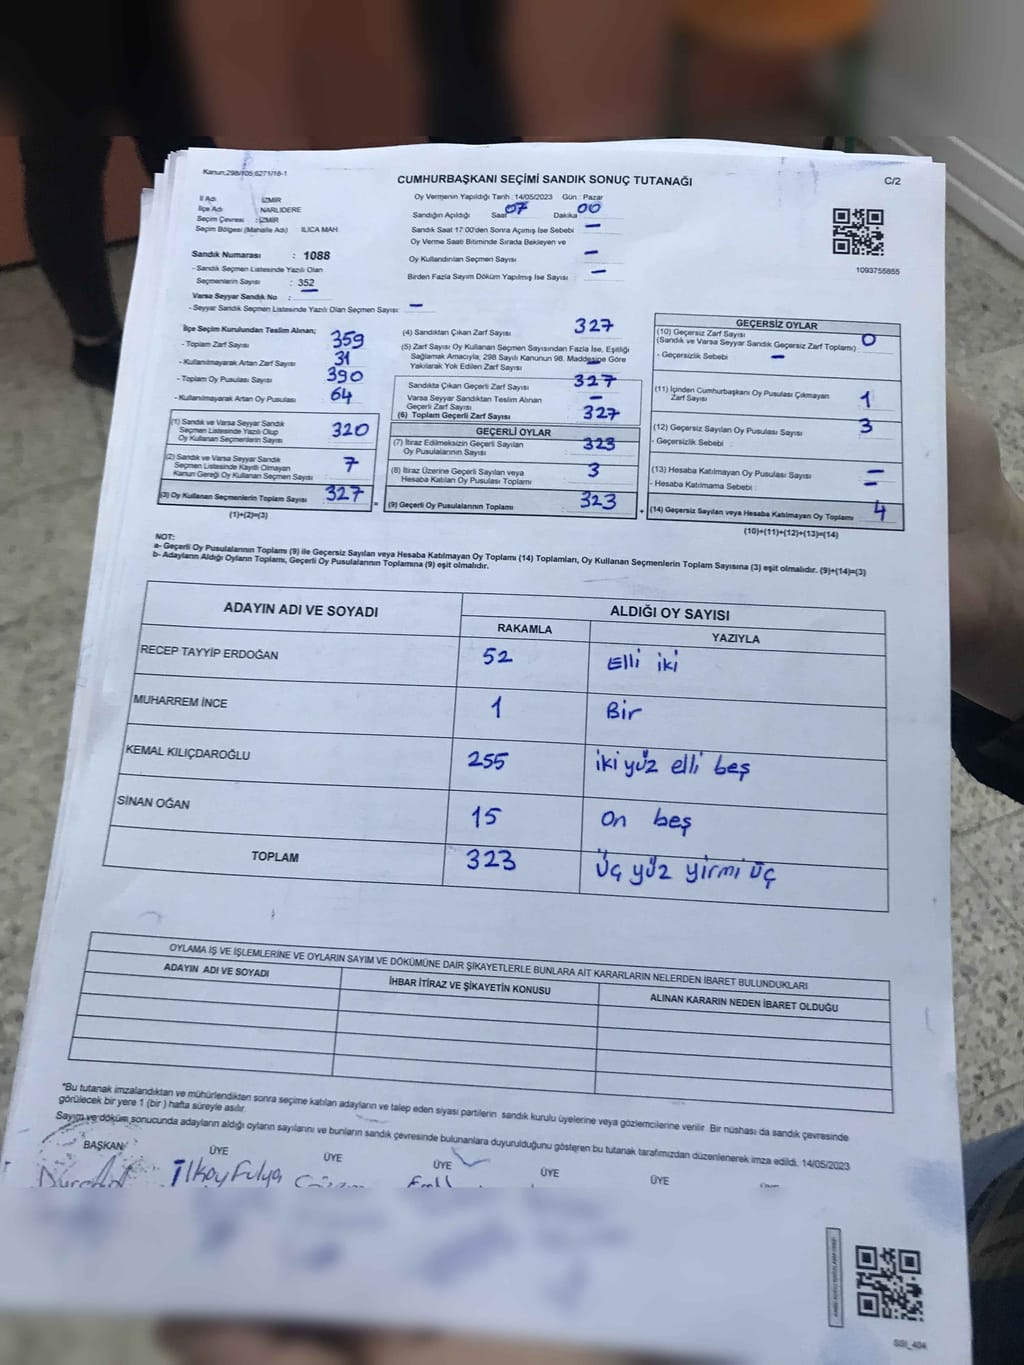 Kanun:298/105;6271/18-1
CUMHURBAŞKANI SEÇİMİ SANDIK SONUÇ TUTANAĞI
C/2
İl Adı : İZMİR
İlçe Adı : NARLIDERE
Seçim Çevresi : İZMİR
Seçim Bölgesi (Mahalle Adı) : ILICA MAH.
Sandık Numarası : 1088
- Sandık Seçmen Listesinde Yazılı Olan
Seçmenlerin Sayısı : 352
Varsa Seyyar Sandık No : 
- Seyyar Sandık Seçmen Listesinde Yazılı Olan Seçmen Sayısı: —
Oy Vermenin Yapıldığı Tarih : 14/05/2023 Gün : Pazar
Sandığın Açıldığı Saat 07 Dakika 00
Sandık Saat 17.00'den Sonra Açılmış İse Sebebi —
Oy Verme Saati Bitiminde Sırada Bekleyen ve
Oy Kullandırılan Seçmen Sayısı —
Birden Fazla Sayım Döküm Yapılmış İse Sayısı —
1093755855
İlçe Seçim Kurulundan Teslim Alınan;
- Toplam Zarf Sayısı 359
- Kullanılmayarak Artan Zarf Sayısı 31
- Toplam Oy Pusulası Sayısı 390
- Kullanılmayarak Artan Oy Pusulası 64
(1) Sandık ve Varsa Seyyar Sandık
Seçmen Listesinde Yazılı Olup
Oy Kullanan Seçmenlerin Sayısı 320
(2) Sandık ve Varsa Seyyar Sandık
Seçmen Listesinde Kayıtlı Olmayan
Kanun Gereği Oy Kullanan Seçmen Sayısı 7
(3) Oy Kullanan Seçmenlerin Toplam Sayısı 327
(1)+(2)=(3)
(4) Sandıktan Çıkan Zarf Sayısı 327
(5) Zarf Sayısı Oy Kullanan Seçmen Sayısından Fazla İse, Eşitliği
Sağlamak Amacıyla; 298 Sayılı Kanunun 98. Maddesine Göre
Yakılarak Yok Edilen Zarf Sayısı —
Sandıkta Çıkan Geçerli Zarf Sayısı 327
Varsa Seyyar Sandıktan Teslim Alınan
Geçerli Zarf Sayısı —
(6) Toplam Geçerli Zarf Sayısı 327
GEÇERLİ OYLAR
(7) İtiraz Edilmeksizin Geçerli Sayılan
Oy Pusulalarının Sayısı 323
(8) İtiraz Üzerine Geçerli Sayılan veya
Hesaba Katılan Oy Pusulası Toplamı 3
= (9) Geçerli Oy Pusulalarının Toplamı 323
GEÇERSİZ OYLAR
(10) Geçersiz Zarf Sayısı
(Sandık ve Varsa Seyyar Sandık Geçersiz Zarf Toplamı) 0
- Geçersizlik Sebebi —
(11) İçinden Cumhurbaşkanı Oy Pusulası Çıkmayan
Zarf Sayısı 1
(12) Geçersiz Sayılan Oy Pusulası Sayısı 3
- Geçersizlik Sebebi :
(13) Hesaba Katılmayan Oy Pusulası Sayısı —
- Hesaba Katılmama Sebebi : —
+ (14) Geçersiz Sayılan veya Hesaba Katılmayan Oy Toplamı 4
(10)+(11)+(12)+(13)=(14)
NOT:
a- Geçerli Oy Pusulalarının Toplamı (9) ile Geçersiz Sayılan veya Hesaba Katılmayan Oy Toplamı (14) Toplamları, Oy Kullanan Seçmenlerin Toplam Sayısına (3) eşit olmalıdır. (9)+(14)=(3)
b- Adayların Aldığı Oyların Toplamı, Geçerli Oy Pusulalarının Toplamına (9) eşit olmalıdır.
ADAYIN ADI VE SOYADI
ALDIĞI OY SAYISI
RAKAMLA YAZIYLA
RECEP TAYYİP ERDOĞAN 52 Elli iki
MUHARREM İNCE 1 Bir
KEMAL KILIÇDAROĞLU 255 iki yüz elli beş
SİNAN OĞAN 15 on beş
TOPLAM 323 üç yüz yirmi üç
OYLAMA İŞ VE İŞLEMLERİNE VE OYLARIN SAYIM VE DÖKÜMÜNE DAİR ŞİKAYETLERLE BUNLARA AİT KARARLARIN NELERDEN İBARET BULUNDUKLARI
ADAYIN ADI VE SOYADI İHBAR İTİRAZ VE ŞİKAYETİN KONUSU ALINAN KARARIN NEDEN İBARET OLDUĞU
*Bu tutanak imzalandıktan ve mühürlendikten sonra seçime katılan adayların ve talep eden siyasi partilerin sandık kurulu üyelerine veya gözlemcilerine verilir. Bir nüshası da sandık çevresinde
görülecek bir yere 1 (bir) hafta süreyle asılır.
Sayım ve döküm sonucunda adayların aldığı oyların sayılarını ve bunların sandık çevresinde bulunanlara duyurulduğunu gösteren bu tutanak tarafımızdan düzenlenerek imza edildi. 14/05/2023
BAŞKAN ÜYE ÜYE ÜYE ÜYE ÜYE
İlkay Fulya
SSI_404